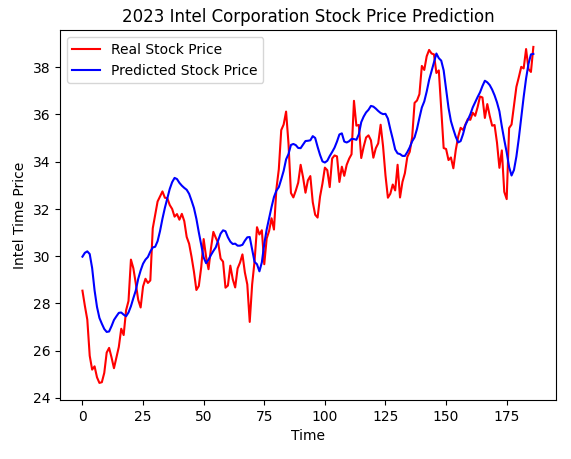 2023 Intel Corporation Stock Price Prediction
Real Stock Price
Predicted Stock Price
Intel Time Price
38
36
34
32
30
28
26
24
0 25 50 75 100 125 150 175
Time